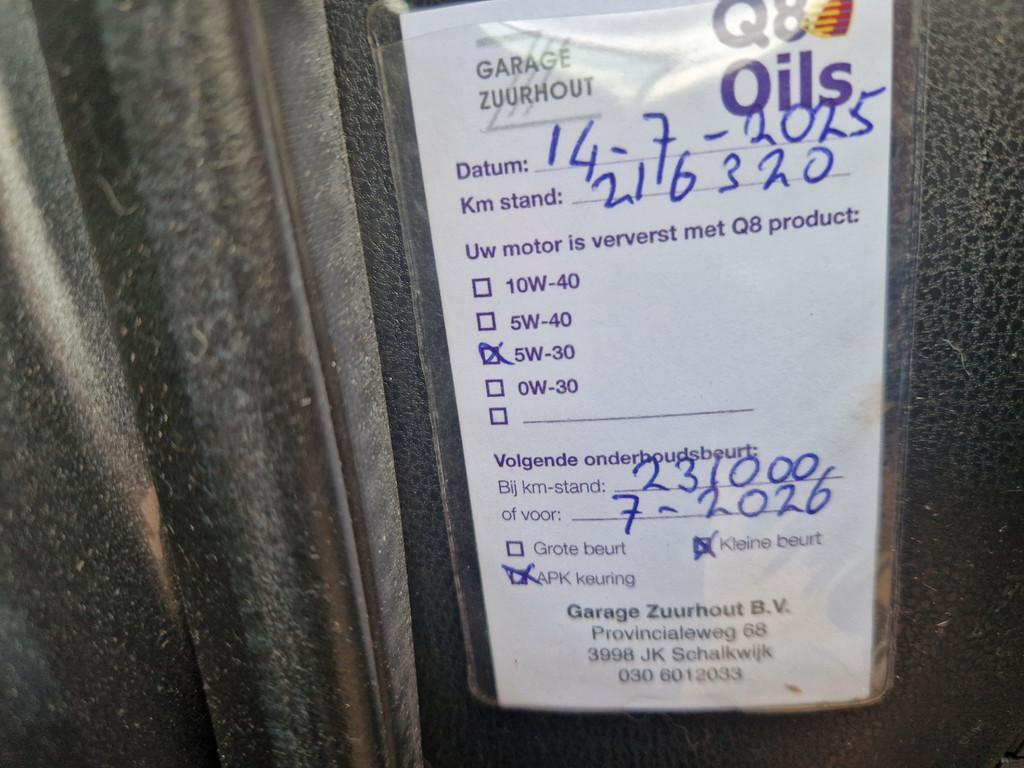 Q8
Oils
GARAGE
ZUURHOUT
Datum: 14-7-2025
Km stand: 216320
Uw motor is ververst met Q8 product:
10W-40
5W-40
5W-30
0W-30
Volgende onderhoudsbeurt:
Bij km-stand: 231000,
of voor: 7-2026
Grote beurt Kleine beurt
APK keuring
Garage Zuurhout B.V.
Provincialeweg 68
3998 JK Schalkwijk
030 6012033